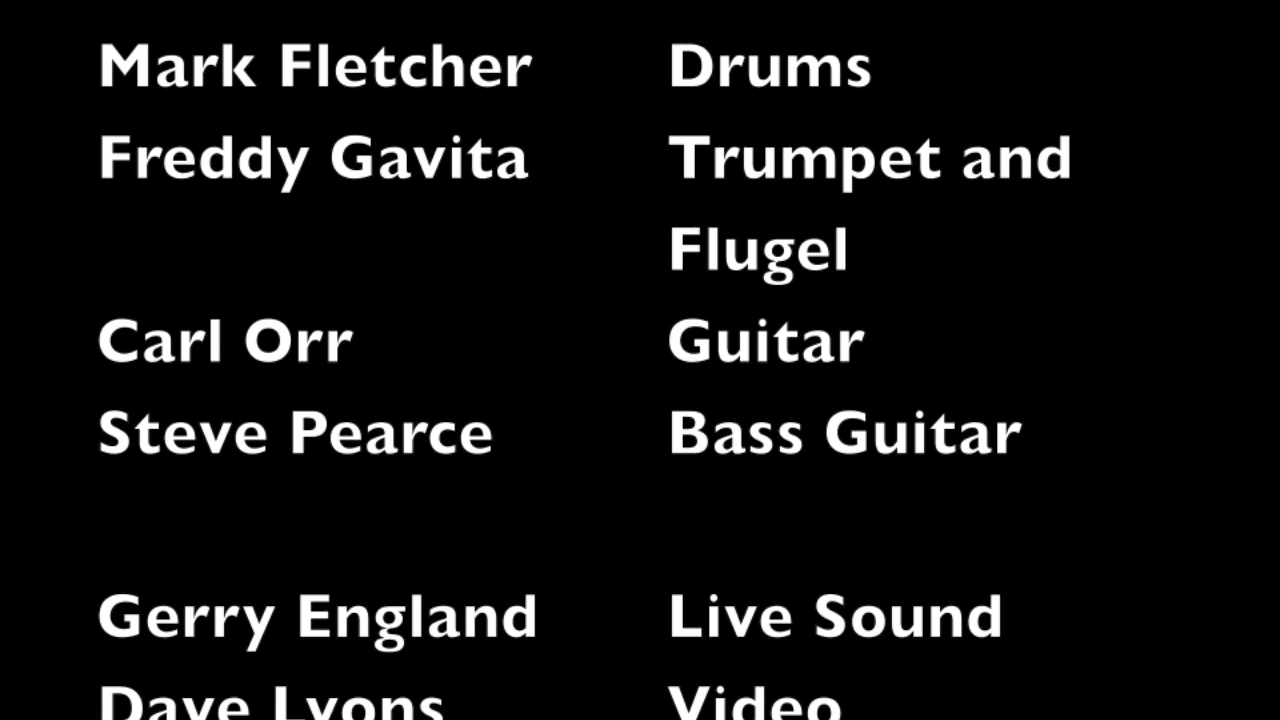 Mark Fletcher Drums
Freddy Gavita Trumpet and
Flugel
Carl Orr Guitar
Steve Pearce Bass Guitar
Gerry England Live Sound
Dave Lyons Video